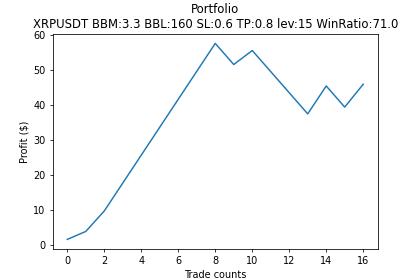 Portfolio
XRPUSDT BBM:3.3 BBL:160 SL:0.6 TP:0.8 lev:15 WinRatio:71.0
60
50
40
30
20
10
0
Profit ($)
0 2 4 6 8 10 12 14 16
Trade counts